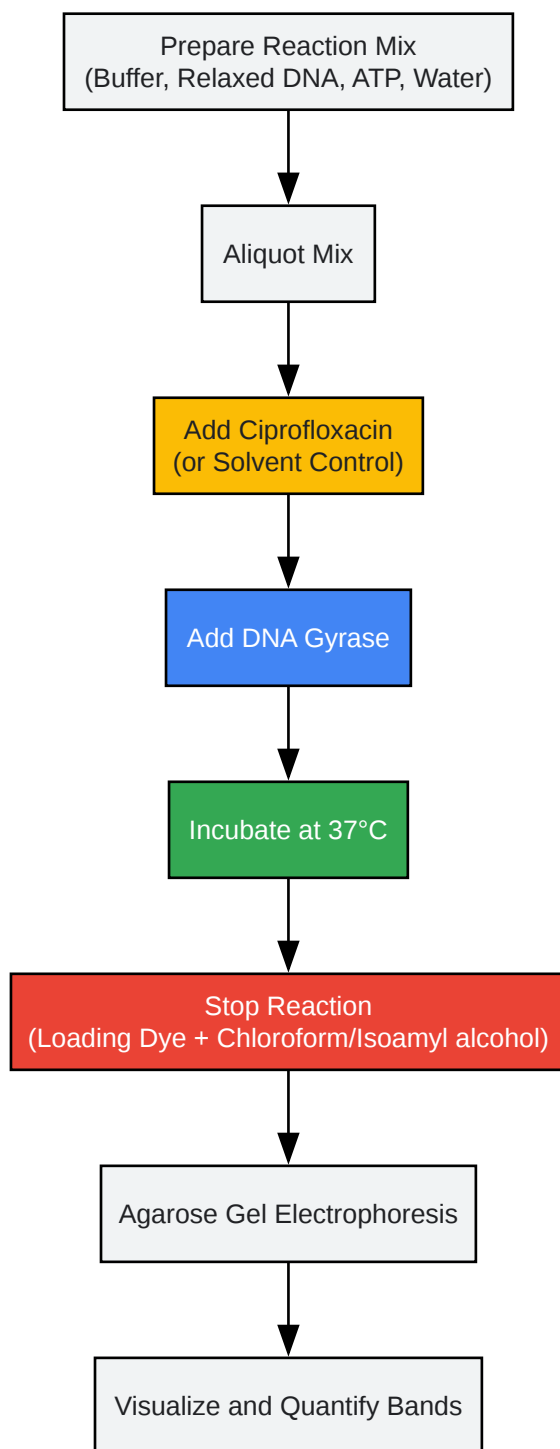 Prepare Reaction Mix
(Buffer, Relaxed DNA, ATP, Water)
Aliquot Mix
Add Ciprofloxacin
(or Solvent Control)
Add DNA Gyrase
Incubate at 37°C
Stop Reaction
(Loading Dye + Chloroform/Isoamyl alcohol)
Agarose Gel Electrophoresis
Visualize and Quantify Bands